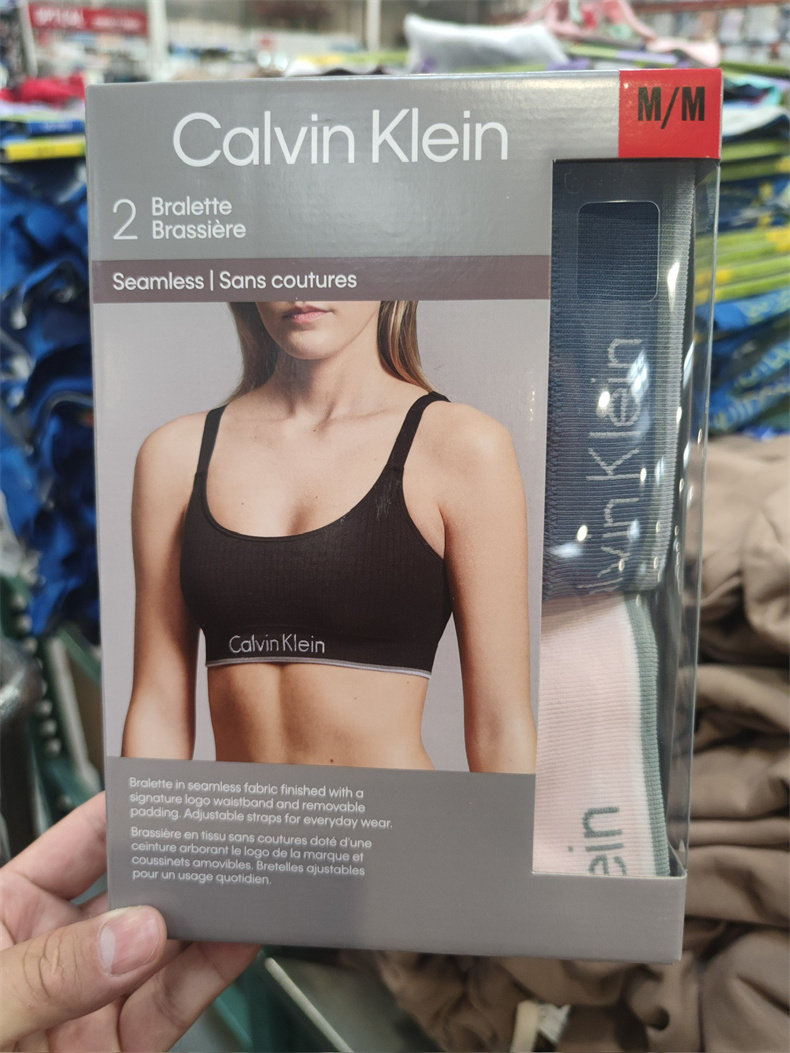 Calvin Klein
M/M
2 Bralette
Brassière
Seamless | Sans coutures
Calvin Klein
Bralette in seamless fabric finished with a
signature logo waistband and removable
padding. Adjustable straps for everyday wear.
Brassière en tissu sans coutures doté d'une
ceinture arborant le logo de la marque et
coussinets amovibles. Bretelles ajustables
pour un usage quotidien.
lvin Klein
ein